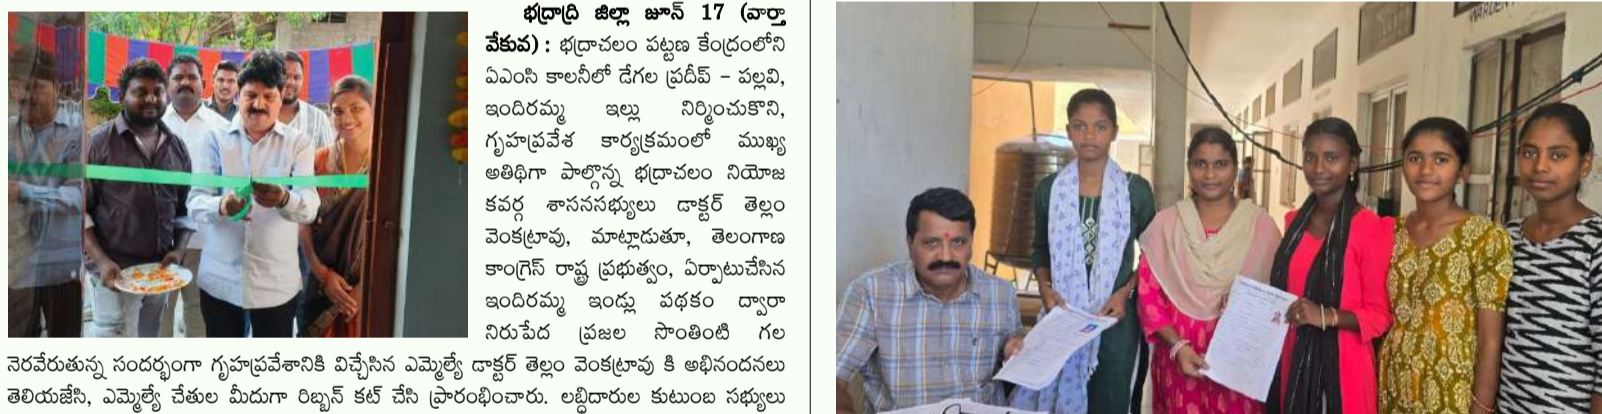 భద్రాద్రి జిల్లా జూన్ 17 (వార్తా
వేకువ) : భద్రాచలం పట్టణ కేంద్రంలోని
ఏఎంసి కాలనీలో డేగల ప్రదీప్ – పల్లవి,
ఇందిరమ్మ ఇల్లు నిర్మించుకొని,
గృహప్రవేశ కార్యక్రమంలో ముఖ్య
అతిథిగా పాల్గొన్న భద్రాచలం నియోజ
కవర్గ శాసనసభ్యులు డాక్టర్ తెల్లం
వెంకట్రావు, మాట్లాడుతూ, తెలంగాణ
కాంగ్రెస్ రాష్ట్ర ప్రభుత్వం, ఏర్పాటుచేసిన
ఇందిరమ్మ ఇండ్లు పథకం ద్వారా
నిరుపేద ప్రజల సొంతింటి గల
నెరవేరుతున్న సందర్భంగా గృహప్రవేశానికి విచ్చేసిన ఎమ్మెల్యే డాక్టర్ తెల్లం వెంకట్రావు కి అభినందనలు
తెలియజేసి, ఎమ్మెల్యే చేతుల మీదుగా రిబ్బన్ కట్ చేసి ప్రారంభించారు. లబ్ధిదారుల కుటుంబ సభ్యులు